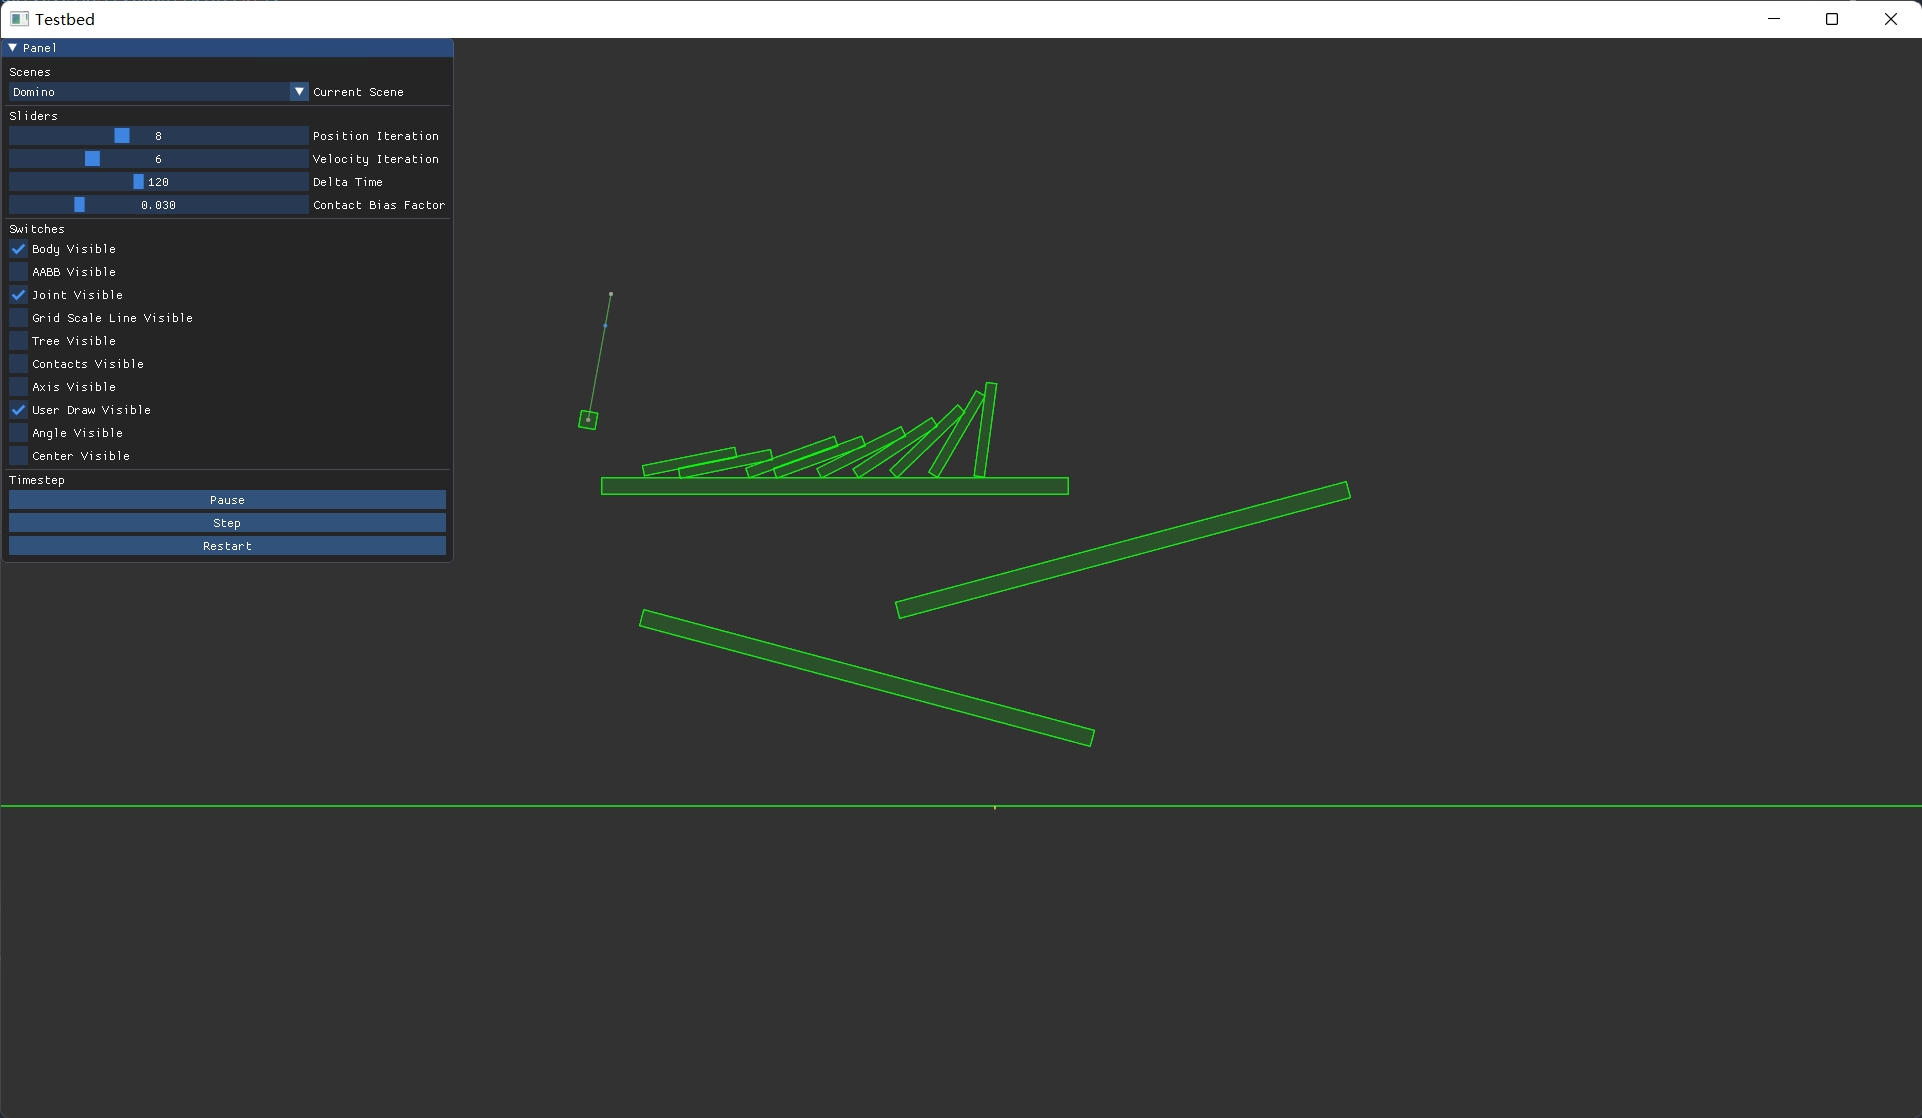 Testbed
Panel
Scenes
Domino Current Scene
Sliders
8 Position Iteration
6 Velocity Iteration
120 Delta Time
0.030 Contact Bias Factor
Switches
Body Visible
AABB Visible
Joint Visible
Grid Scale Line Visible
Tree Visible
Contacts Visible
Axis Visible
User Draw Visible
Angle Visible
Center Visible
Timestep
Pause
Step
Restart